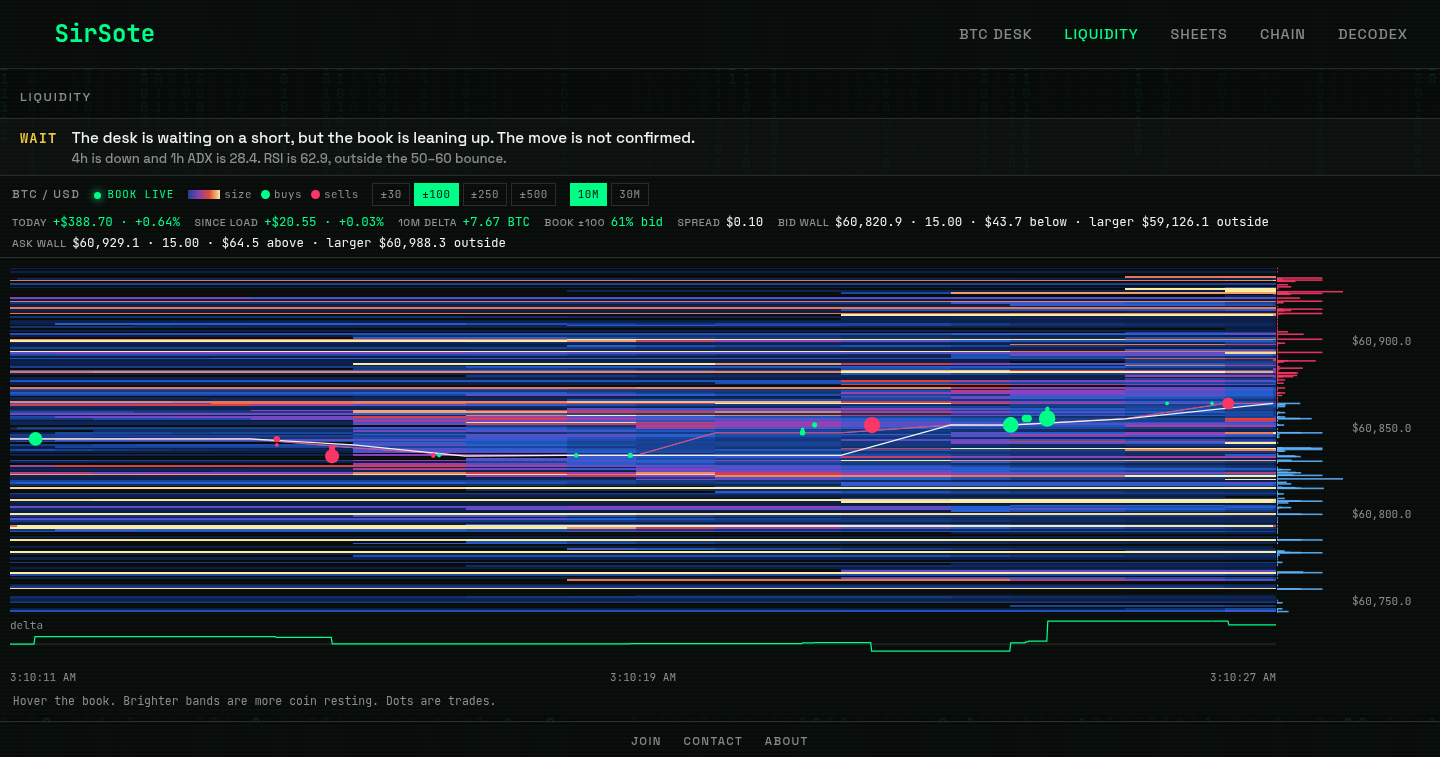 SirSote
BTC DESK LIQUIDITY SHEETS CHAIN DECODEX
LIQUIDITY
WAIT The desk is waiting on a short, but the book is leaning up. The move is not confirmed.
4h is down and 1h ADX is 28.4. RSI is 62.9, outside the 50–60 bounce.
BTC / USD BOOK LIVE size buys sells ±30 ±100 ±250 ±500 10M 30M
TODAY +$388.70 · +0.64% SINCE LOAD +$20.55 · +0.03% 10M DELTA +7.67 BTC BOOK ±100 61% bid SPREAD $0.10 BID WALL $60,820.9 · 15.00 · $43.7 below · larger $59,126.1 outside
ASK WALL $60,929.1 · 15.00 · $64.5 above · larger $60,988.3 outside
$60,900.0
$60,850.0
$60,800.0
$60,750.0
delta
3:10:11 AM 3:10:19 AM 3:10:27 AM
Hover the book. Brighter bands are more coin resting. Dots are trades.
JOIN CONTACT ABOUT